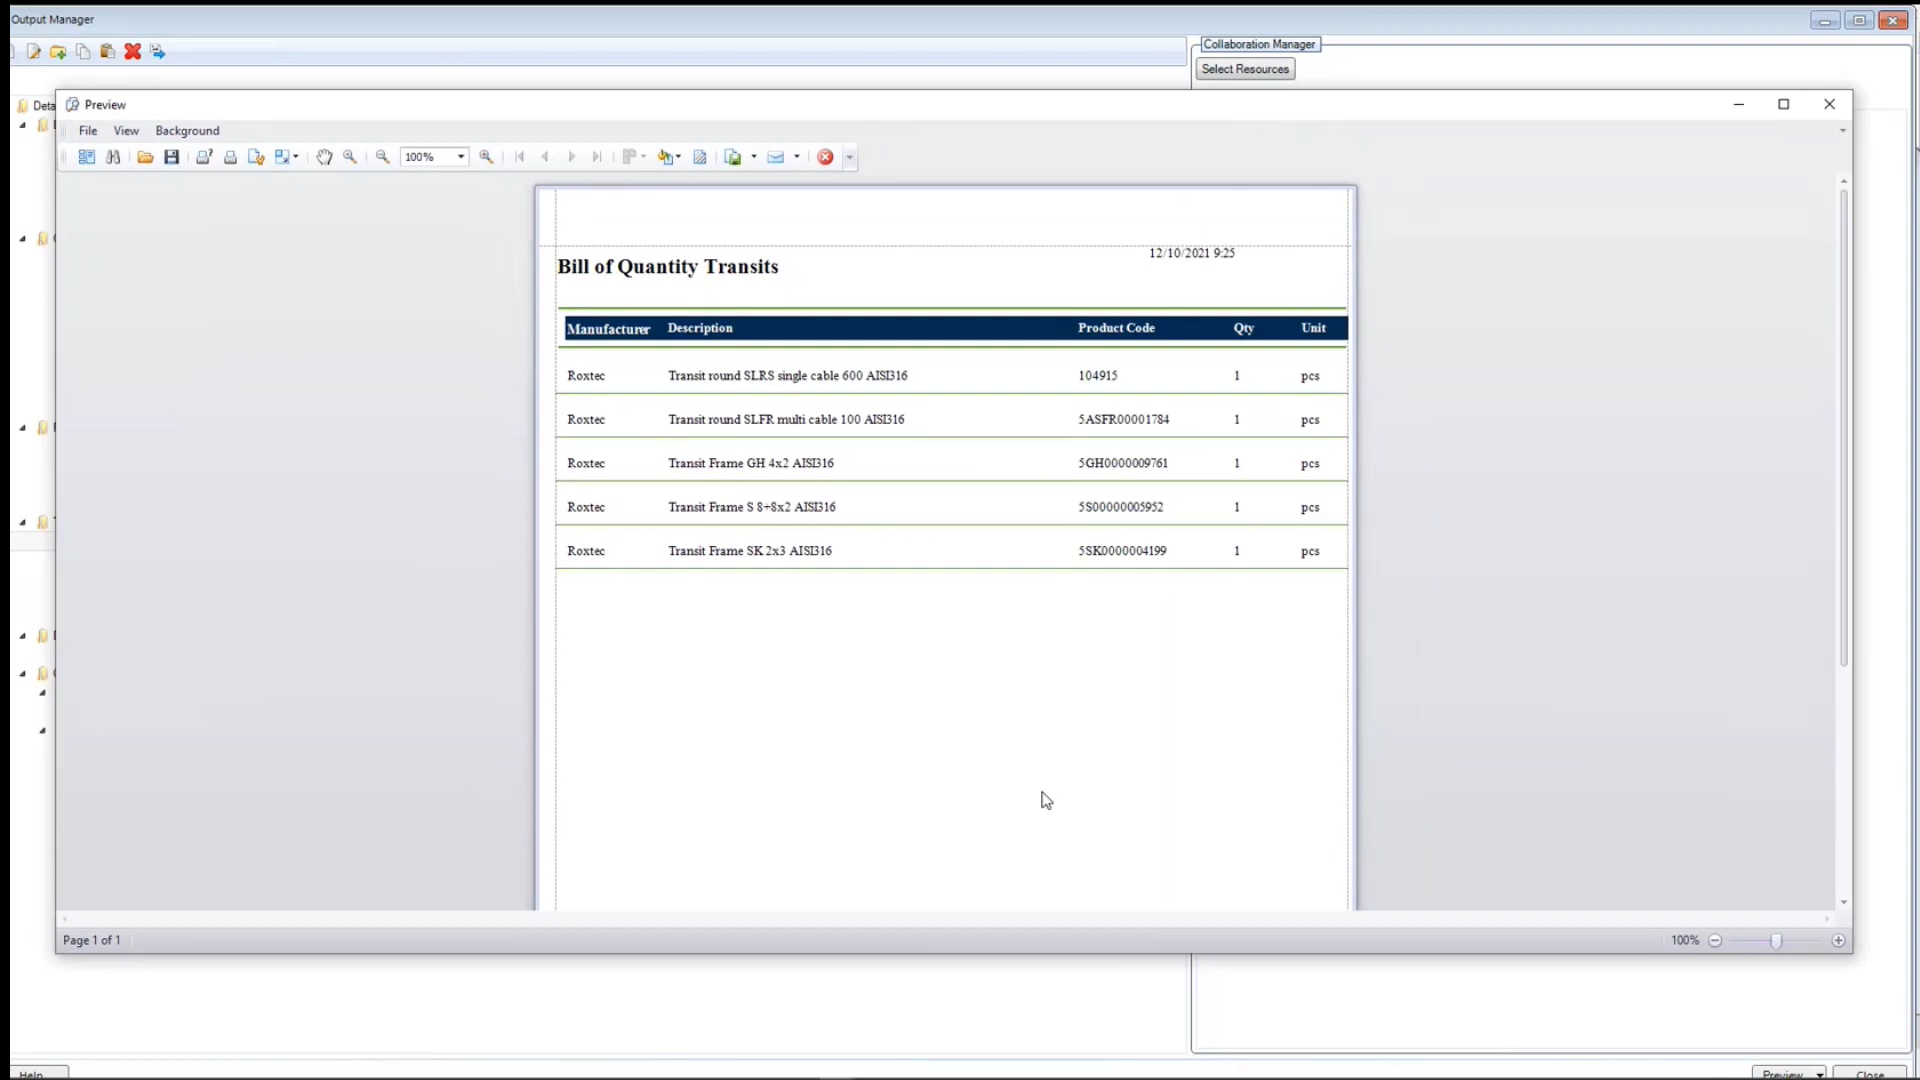 Output Manager
Collaboration Manager
Select Resources
Preview
File View Background
100%
12/10/2021 9:25
Bill of Quantity Transits
Manufacturer Description Product Code Qty Unit
Roxtec Transit round SLRS single cable 600 AISI316 104915 1 pcs
Roxtec Transit round SLFR multi cable 100 AISI316 5ASFR00001784 1 pcs
Roxtec Transit Frame GH 4x2 AISI316 5GH0000009761 1 pcs
Roxtec Transit Frame S 8+8x2 AISI316 5S00000005952 1 pcs
Roxtec Transit Frame SK 2x3 AISI316 5SK0000004199 1 pcs
Page 1 of 1
100%
Help
Preview Close